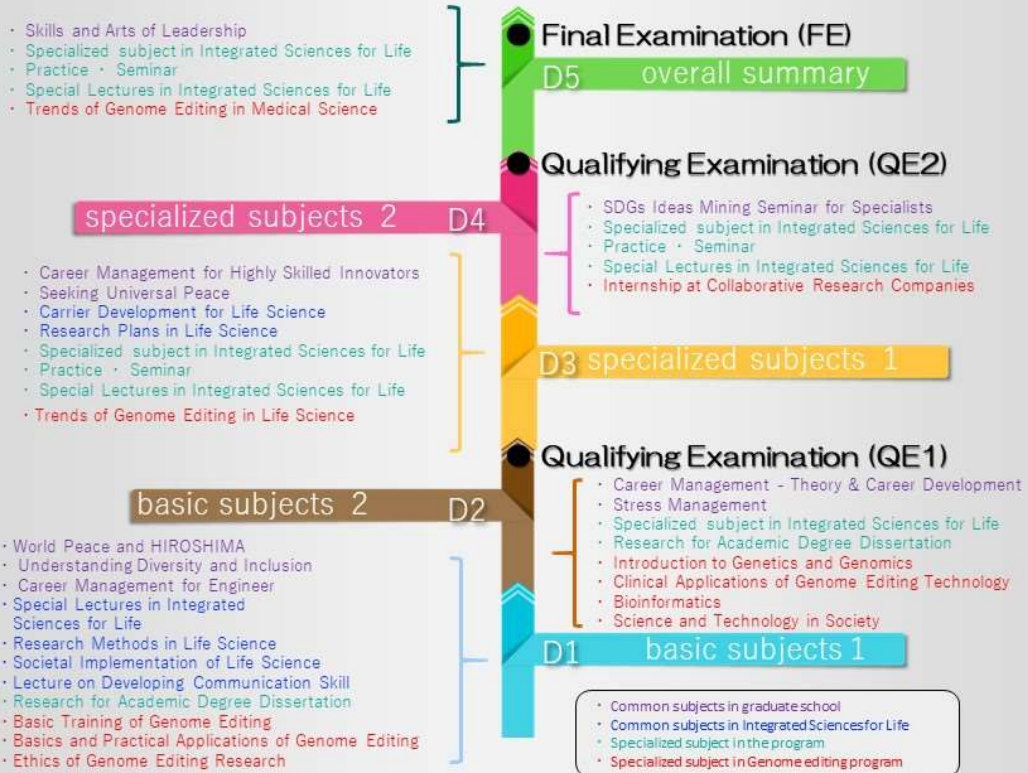 · Skills and Arts of Leadership
· Specialized subject in Integrated Sciences for Life
· Practice · Seminar
· Special Lectures in Integrated Sciences for Life
· Trends of Genome Editing in Medical Science
Final Examination (FE)
D5 overall summary
Qualifying Examination (QE2)
specialized subjects 2 D4
· SDGs Ideas Mining Seminar for Specialists
· Specialized subject in Integrated Sciences for Life
· Practice · Seminar
· Special Lectures in Integrated Sciences for Life
· Internship at Collaborative Research Companies
· Career Management for Highly Skilled Innovators
· Seeking Universal Peace
· Carrier Development for Life Science
· Research Plans in Life Science
· Specialized subject in Integrated Sciences for Life
· Practice · Seminar
· Special Lectures in Integrated Sciences for Life
· Trends of Genome Editing in Life Science
D3 specialized subjects 1
Qualifying Examination (QE1)
basic subjects 2 D2
· Career Management - Theory & Career Development
· Stress Management
· Specialized subject in Integrated Sciences for Life
· Research for Academic Degree Dissertation
· Introduction to Genetics and Genomics
· Clinical Applications of Genome Editing Technology
· Bioinformatics
· Science and Technology in Society
· World Peace and HIROSHIMA
· Understanding Diversity and Inclusion
· Career Management for Engineer
· Special Lectures in Integrated
Sciences for Life
· Research Methods in Life Science
· Societal Implementation of Life Science
· Lecture on Developing Communication Skill
· Research for Academic Degree Dissertation
· Basic Training of Genome Editing
· Basics and Practical Applications of Genome Editing
· Ethics of Genome Editing Research
D1 basic subjects 1
· Common subjects in graduate school
· Common subjects in Integrated Sciences for Life
· Specialized subject in the program
· Specialized subject in Genome editing program